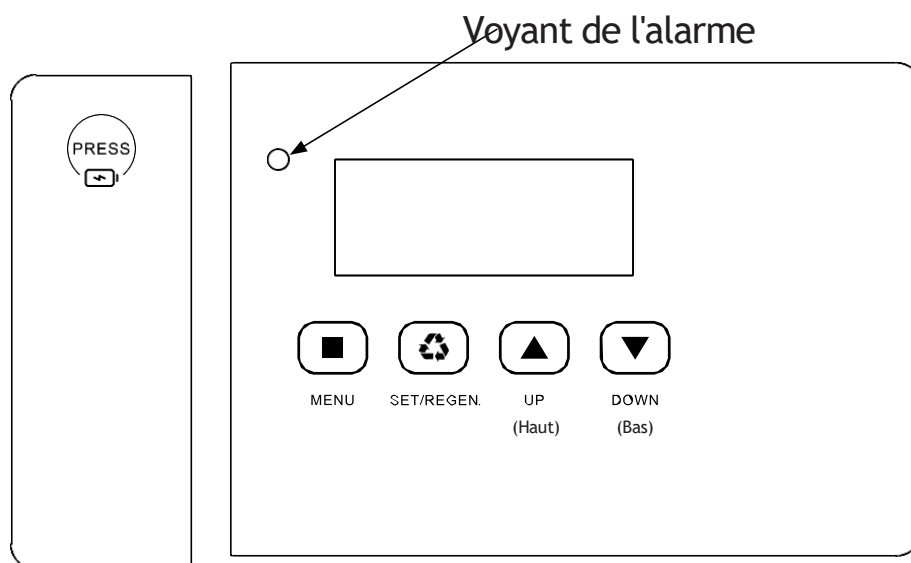 Voyant de l'alarme
PRESS
MENU
SET/REGEN.
UP
(Haut)
DOWN
(Bas)